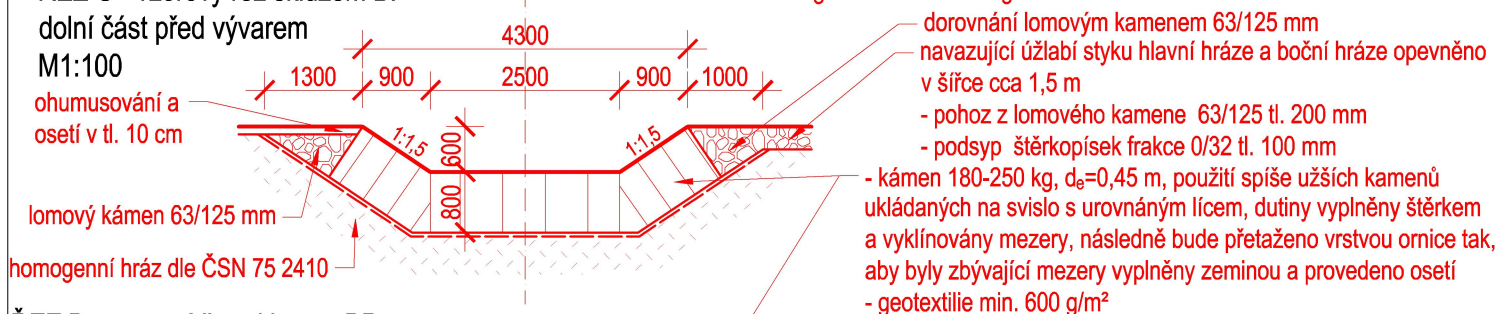 dolní část před vývarem
M1:100
4300
1300 900 2500 900 1000
ohumusování a
osetí v tl. 10 cm
1:1,5
600
1:1,5
800
lomový kámen 63/125 mm
homogenní hráz dle ČSN 75 2410
dorovnání lomovým kamenem 63/125 mm
navazující úžlabí styku hlavní hráze a boční hráze opevněno
v šířce cca 1,5 m
- pohoz z lomového kamene 63/125 tl. 200 mm
- podsyp štěrkopísek frakce 0/32 tl. 100 mm
- kámen 180-250 kg, dₑ=0,45 m, použití spíše užších kamenů
ukládaných na svislo s urovnáným lícem, dutiny vyplněny štěrkem
a vyklínovány mezery, následně bude přetaženo vrstvou ornice tak,
aby byly zbývající mezery vyplněny zeminou a provedeno osetí
- geotextilie min. 600 g/m²